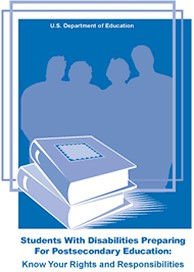 U.S. Department of Education
Students With Disabilities Preparing
For Postsecondary Education:
Know Your Rights and Responsibilities